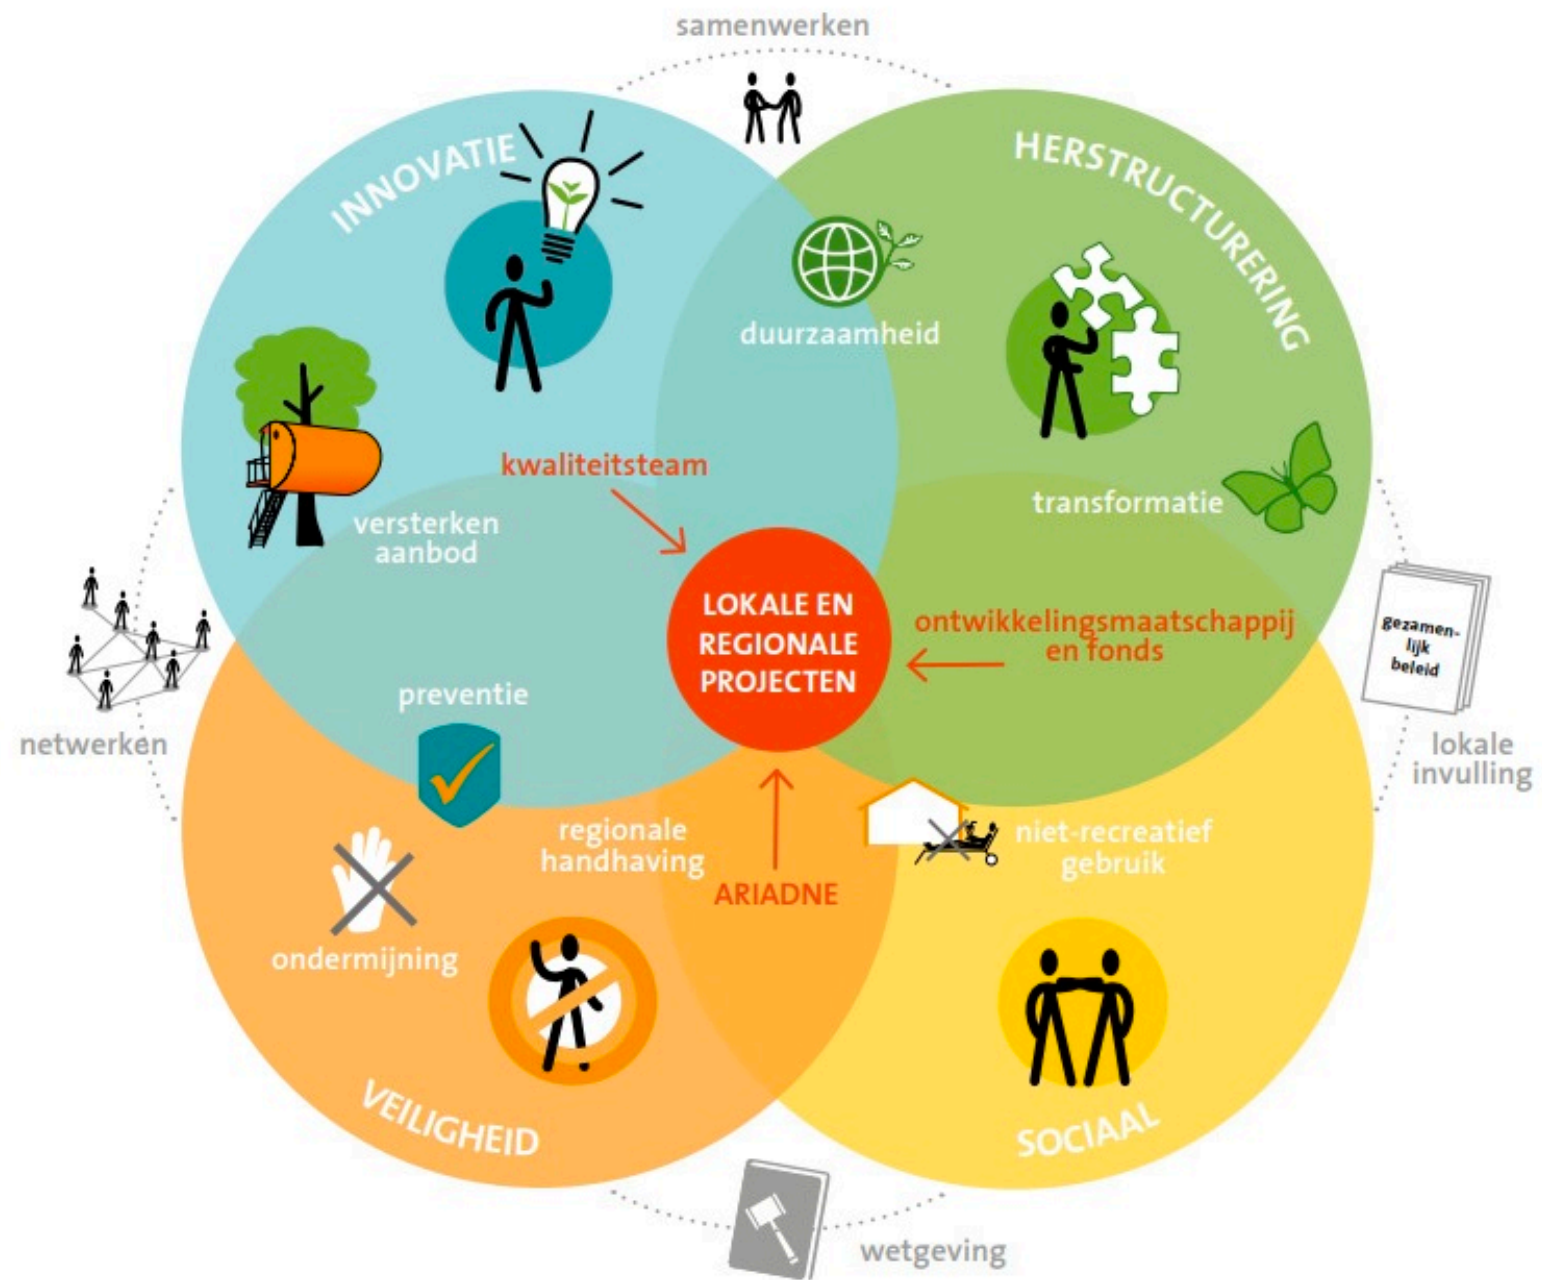 samenwerken
INNOVATIE
HERSTRUCTURERING
duurzaamheid
kwaliteitsteam
transformatie
versterken
aanbod
LOKALE EN
REGIONALE
PROJECTEN
ontwikkelingsmaatschappij
en fonds
gezamen-
lijk
beleid
preventie
netwerken
lokale
invulling
regionale
handhaving
niet-recreatief
gebruik
ARIADNE
ondermijning
VEILIGHEID
SOCIAAL
wetgeving